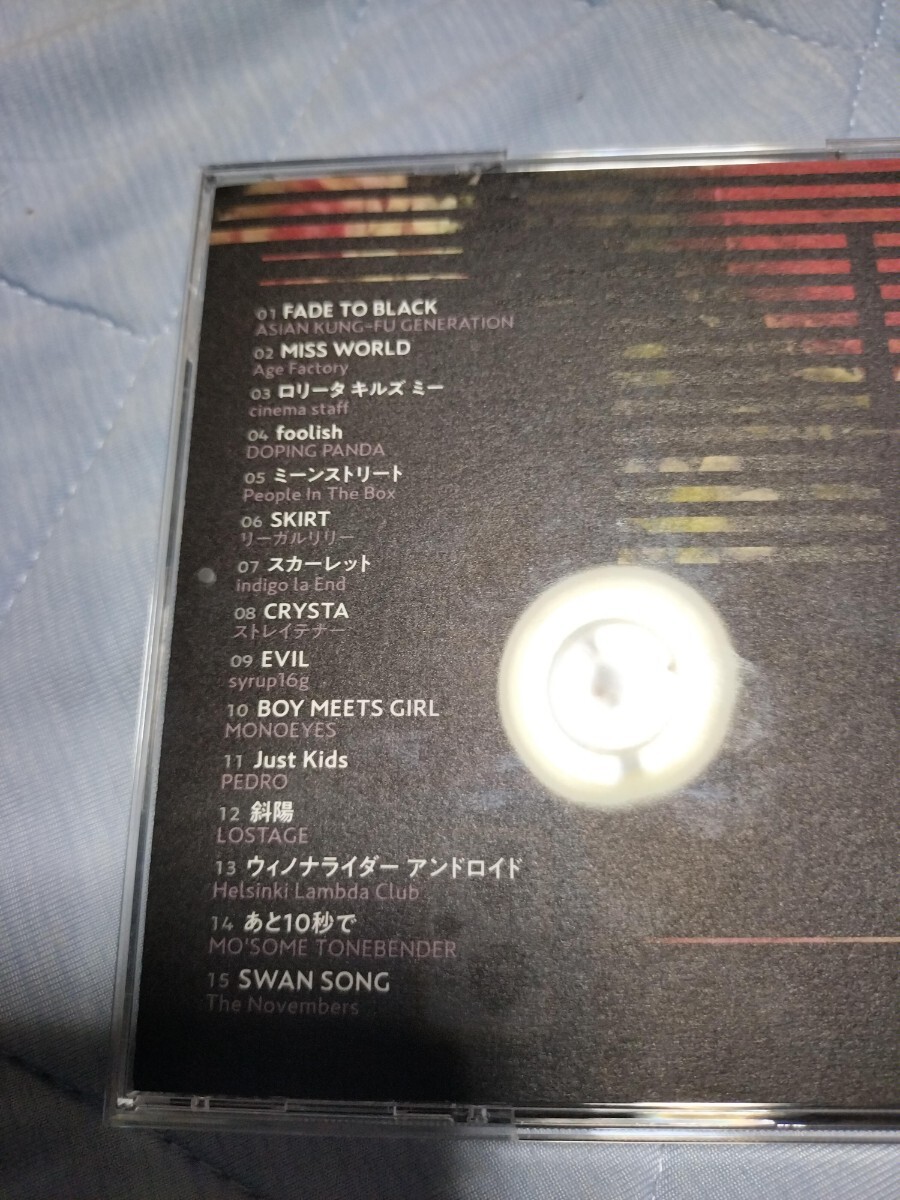 01 FADE TO BLACK
ASIAN KUNG-FU GENERATION
02 MISS WORLD
Age Factory
03 ロリータ キルズ ミー
cinema staff
04 foolish
DOPING PANDA
05 ミーンストリート
People In The Box
06 SKIRT
リーガルリリー
07 スカーレット
indigo la End
08 CRYSTA
ストレイテナー
09 EVIL
syrup16g
10 BOY MEETS GIRL
MONOEYES
11 Just Kids
PEDRO
12 斜陽
LOSTAGE
13 ウィノナライダー アンドロイド
Helsinki Lambda Club
14 あと10秒で
MO'SOME TONEBENDER
15 SWAN SONG
The Novembers